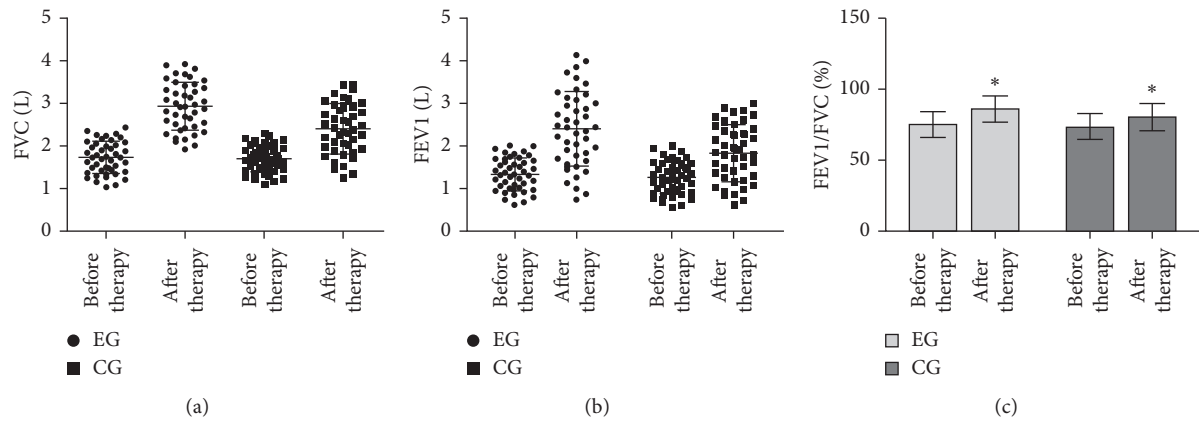 5
4
3
2
1
0
FVC (L)
Before
therapy
After
therapy
Before
therapy
After
therapy
EG
CG
(a)
5
4
3
2
1
0
FEV1 (L)
Before
therapy
After
therapy
Before
therapy
After
therapy
EG
CG
(b)
150
100
50
0
FEV1/FVC (%)
*
*
Before
therapy
After
therapy
Before
therapy
After
therapy
EG
CG
(c)